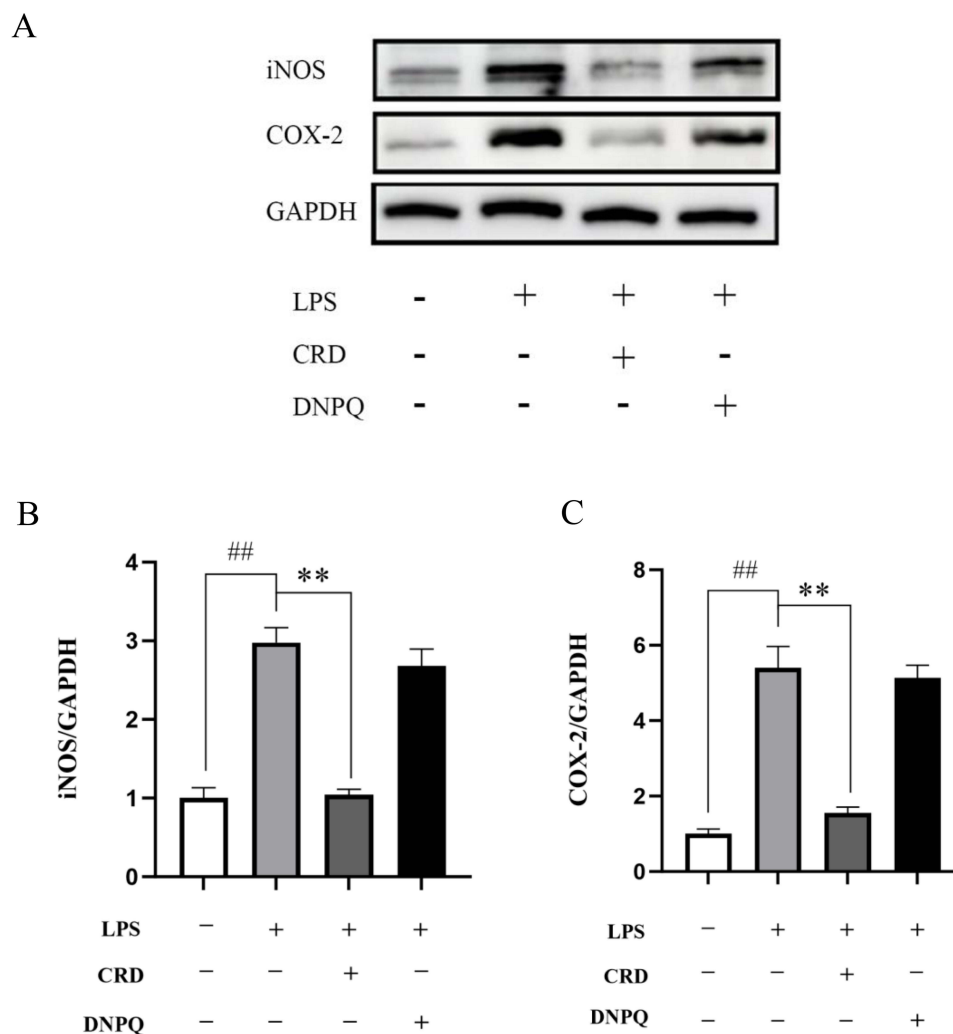 A
iNOS
COX-2
GAPDH
LPS - + + +
CRD - - + -
DNPQ - - - +
B
C
## **
4
3
2
1
0
iNOS/GAPDH
LPS − + + +
CRD − − + −
DNPQ − − − +
## **
8
6
4
2
0
COX-2/GAPDH
LPS − + + +
CRD − − + −
DNPQ − − − +